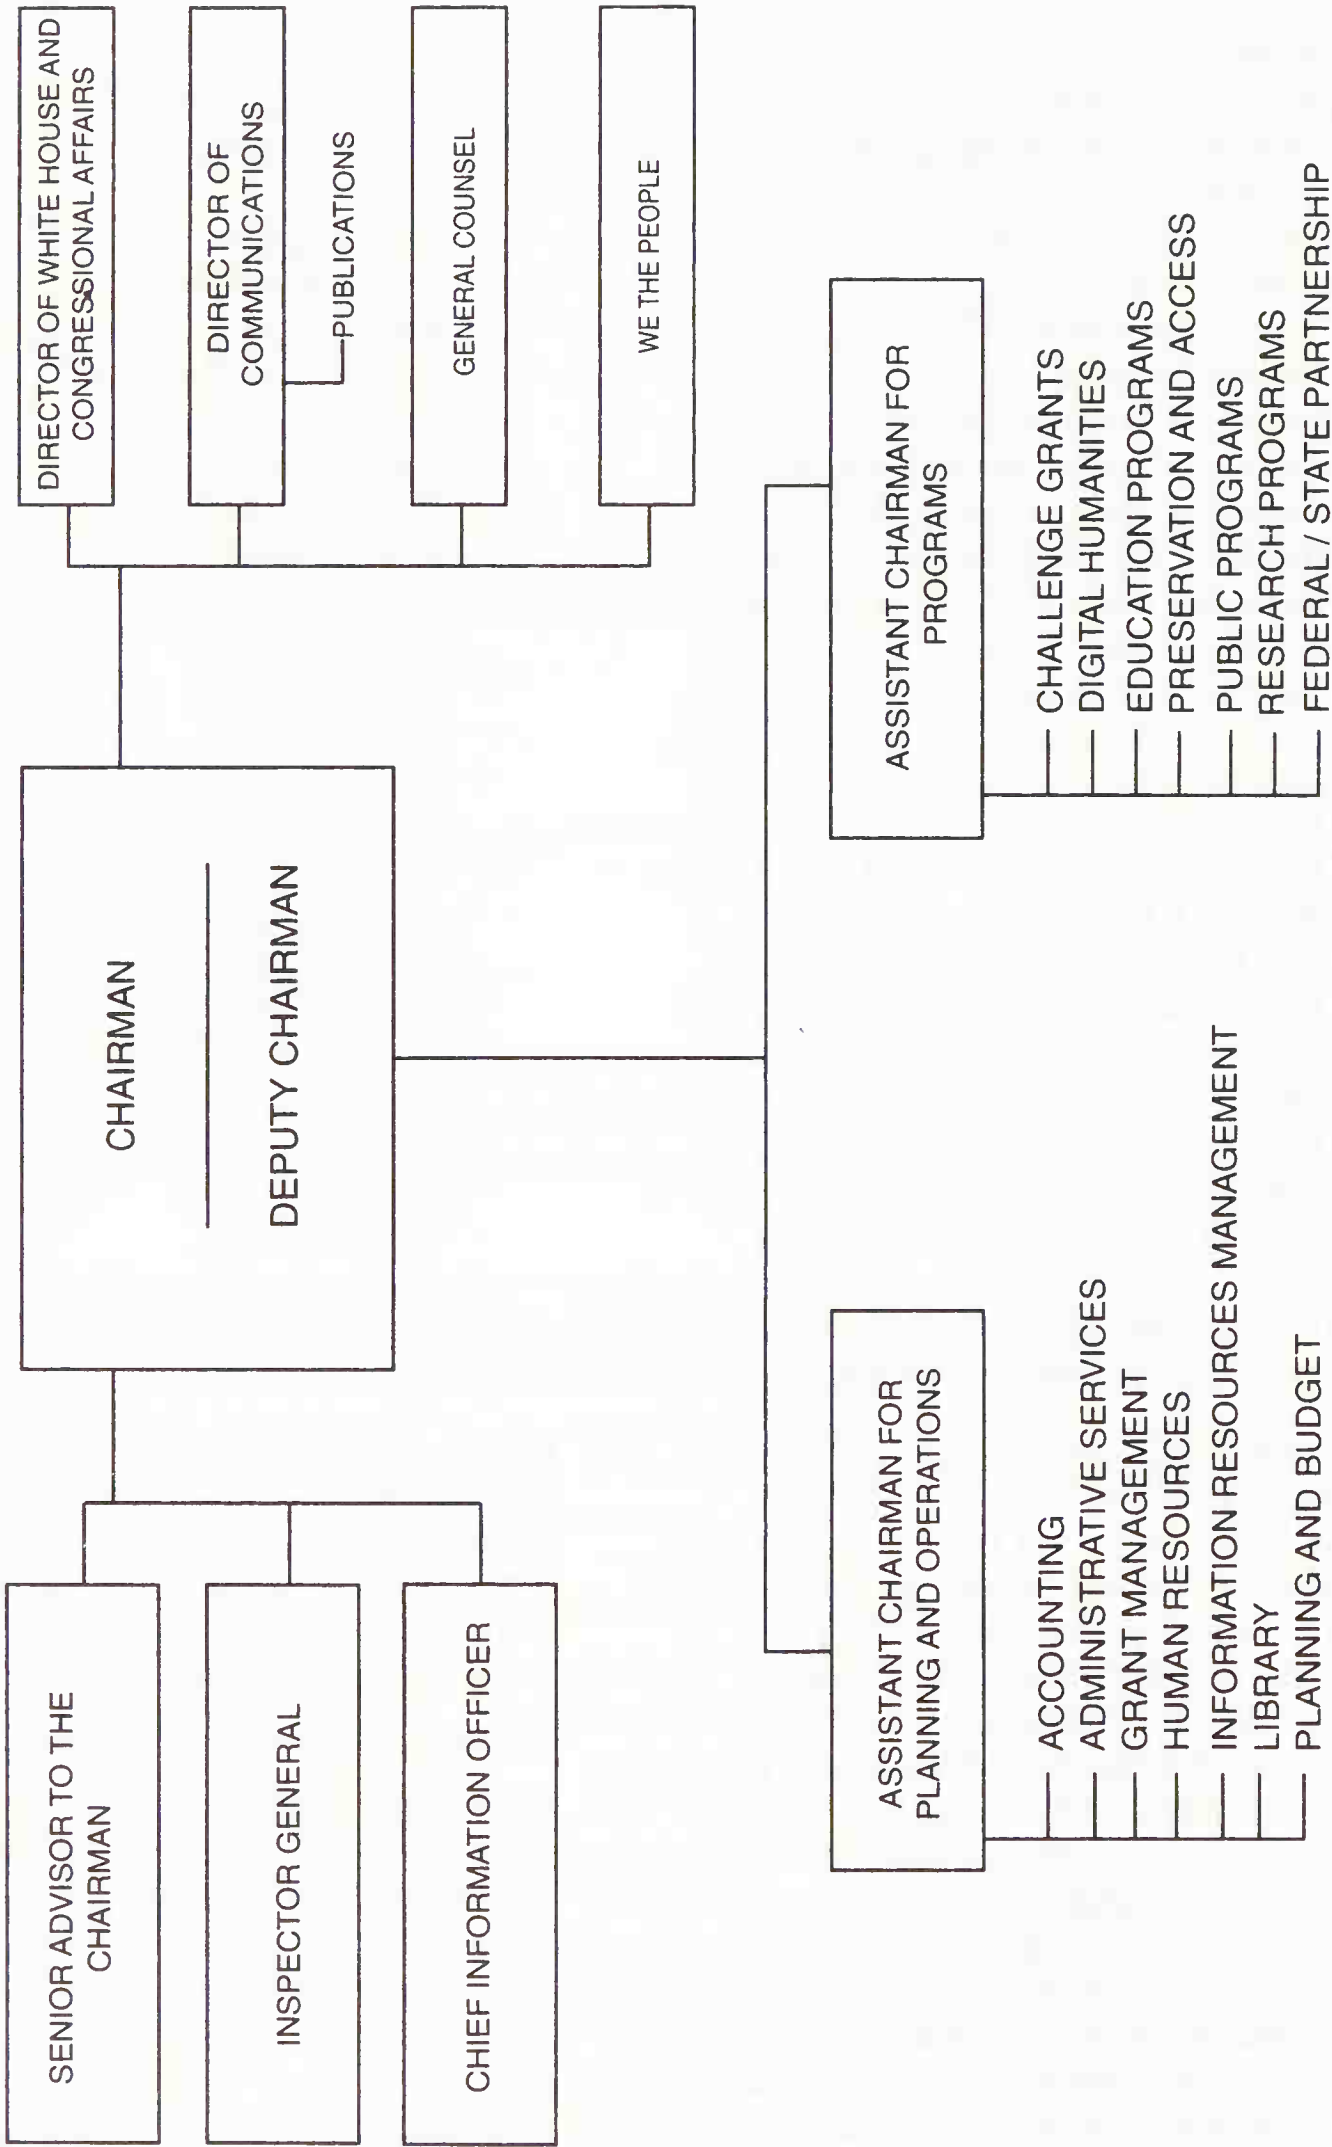 SENIOR ADVISOR TO THE
CHAIRMAN
INSPECTOR GENERAL
CHIEF INFORMATION OFFICER
CHAIRMAN
DEPUTY CHAIRMAN
DIRECTOR OF WHITE HOUSE AND
CONGRESSIONAL AFFAIRS
DIRECTOR OF
COMMUNICATIONS
PUBLICATIONS
GENERAL COUNSEL
WE THE PEOPLE
ASSISTANT CHAIRMAN FOR
PLANNING AND OPERATIONS
ACCOUNTING
ADMINISTRATIVE SERVICES
GRANT MANAGEMENT
HUMAN RESOURCES
INFORMATION RESOURCES MANAGEMENT
LIBRARY
PLANNING AND BUDGET
ASSISTANT CHAIRMAN FOR
PROGRAMS
CHALLENGE GRANTS
DIGITAL HUMANITIES
EDUCATION PROGRAMS
PRESERVATION AND ACCESS
PUBLIC PROGRAMS
RESEARCH PROGRAMS
FEDERAL / STATE PARTNERSHIP